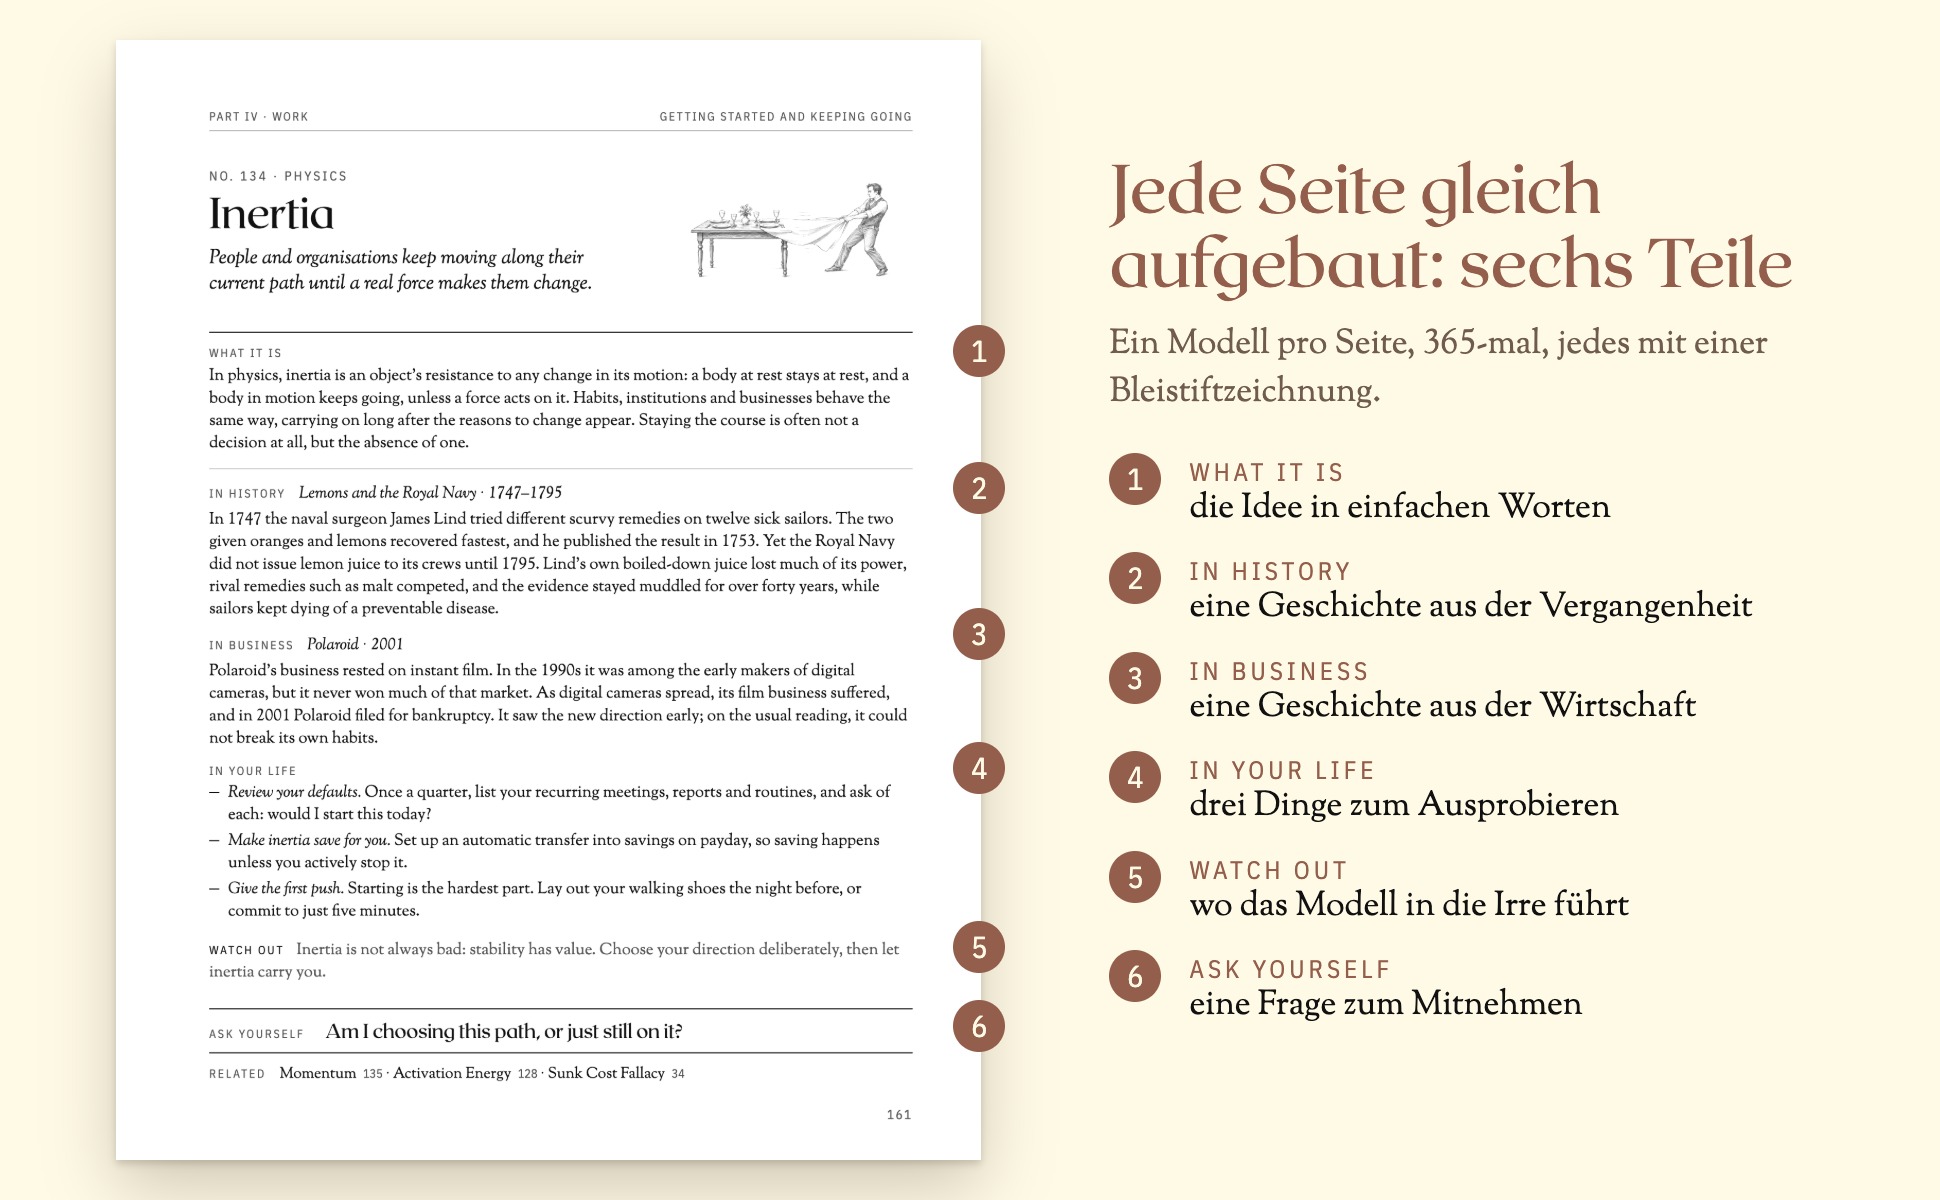 PART IV · WORK
GETTING STARTED AND KEEPING GOING
NO. 134 · PHYSICS
Inertia
People and organisations keep moving along their
current path until a real force makes them change.
WHAT IT IS
In physics, inertia is an object’s resistance to any change in its motion: a body at rest stays at rest, and a
body in motion keeps going, unless a force acts on it. Habits, institutions and businesses behave the
same way, carrying on long after the reasons to change appear. Staying the course is often not a
decision at all, but the absence of one.
IN HISTORY Lemons and the Royal Navy · 1747–1795
In 1747 the naval surgeon James Lind tried different scurvy remedies on twelve sick sailors. The two
given oranges and lemons recovered fastest, and he published the result in 1753. Yet the Royal Navy
did not issue lemon juice to its crews until 1795. Lind’s own boiled-down juice lost much of its power,
rival remedies such as malt competed, and the evidence stayed muddled for over forty years, while
sailors kept dying of a preventable disease.
IN BUSINESS Polaroid · 2001
Polaroid’s business rested on instant film. In the 1990s it was among the early makers of digital
cameras, but it never won much of that market. As digital cameras spread, its film business suffered,
and in 2001 Polaroid filed for bankruptcy. It saw the new direction early; on the usual reading, it could
not break its own habits.
IN YOUR LIFE
– Review your defaults. Once a quarter, list your recurring meetings, reports and routines, and ask of
each: would I start this today?
– Make inertia save for you. Set up an automatic transfer into savings on payday, so saving happens
unless you actively stop it.
– Give the first push. Starting is the hardest part. Lay out your walking shoes the night before, or
commit to just five minutes.
WATCH OUT Inertia is not always bad: stability has value. Choose your direction deliberately, then let
inertia carry you.
ASK YOURSELF Am I choosing this path, or just still on it?
RELATED Momentum 135 · Activation Energy 128 · Sunk Cost Fallacy 34
161
1
2
3
4
5
6
Jede Seite gleich
aufgebaut: sechs Teile
Ein Modell pro Seite, 365-mal, jedes mit einer
Bleistiftzeichnung.
1 WHAT IT IS
die Idee in einfachen Worten
2 IN HISTORY
eine Geschichte aus der Vergangenheit
3 IN BUSINESS
eine Geschichte aus der Wirtschaft
4 IN YOUR LIFE
drei Dinge zum Ausprobieren
5 WATCH OUT
wo das Modell in die Irre führt
6 ASK YOURSELF
eine Frage zum Mitnehmen